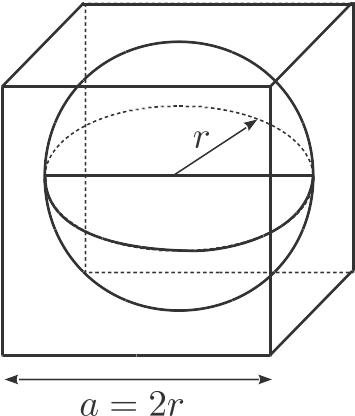 r
a = 2r